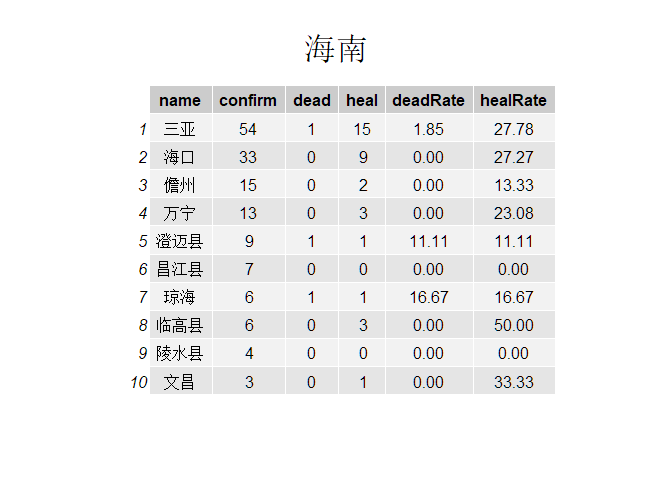 海南
name confirm dead heal deadRate healRate
1 三亚 54 1 15 1.85 27.78
2 海口 33 0 9 0.00 27.27
3 儋州 15 0 2 0.00 13.33
4 万宁 13 0 3 0.00 23.08
5 澄迈县 9 1 1 11.11 11.11
6 昌江县 7 0 0 0.00 0.00
7 琼海 6 1 1 16.67 16.67
8 临高县 6 0 3 0.00 50.00
9 陵水县 4 0 0 0.00 0.00
10 文昌 3 0 1 0.00 33.33